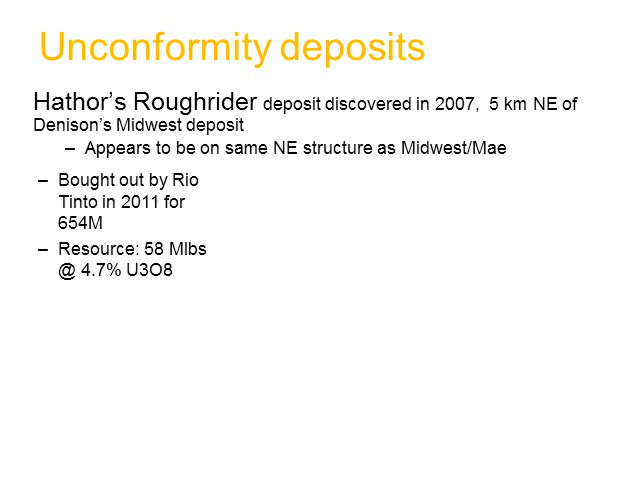 Unconformity deposits
Hathor’s Roughrider deposit discovered in 2007,  5 km NE of
Denison’s Midwest deposit
– Appears to be on same NE structure as Midwest/Mae
– Bought out by Rio
Tinto in 2011 for
654M
– Resource: 58 Mlbs
@ 4.7% U3O8